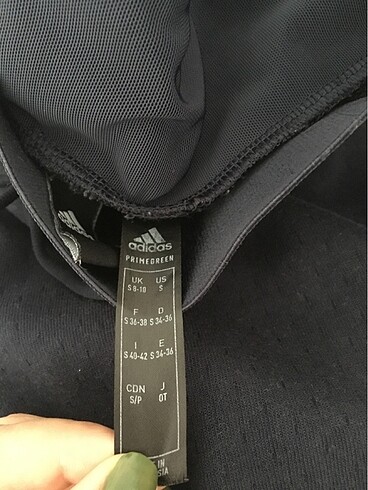 adidas
PRIMEGREEN
UK US
S 8-10 S
F D
S 36-38 S 34-36
I E
S 40-42 S 34-36
CDN J
S/P OT